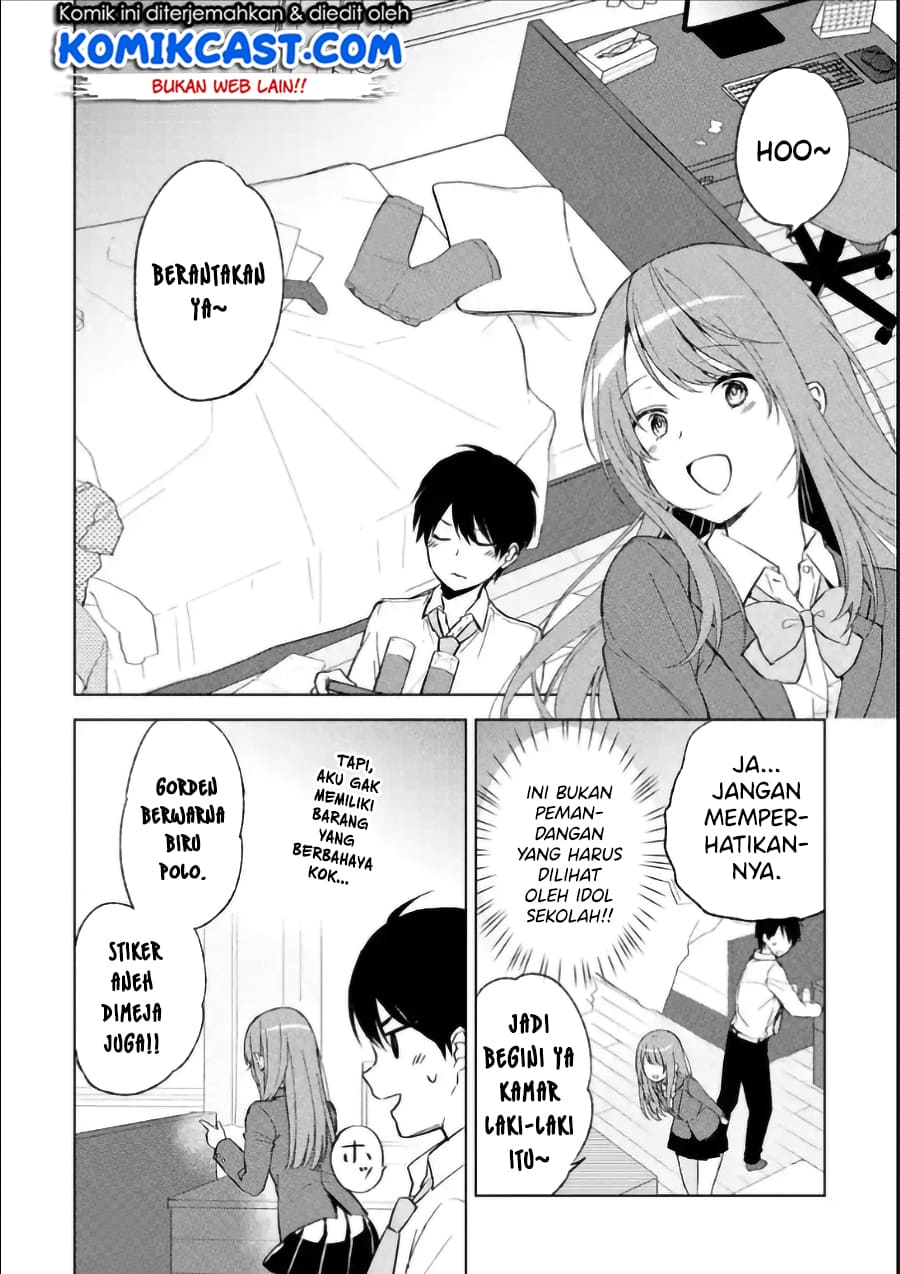 Komik ini diterjemahkan & diedit oleh
KOMIKCAST.COM
BUKAN WEB LAIN!!
HOO~
BERANTAKAN
YA~
JA...
JANGAN
MEMPER-
HATIKAN-
NYA.
INI BUKAN
PEMAN-
DANGAN
YANG HARUS
DILIHAT
OLEH IDOL
SEKOLAH!!
JADI
BEGINI YA
KAMAR
LAKI-LAKI
ITU~
TAPI,
AKU GAK
MEMILIKI
BARANG
YANG
BERBAHAYA
KOK...
GORDEN
BERWARNA
BIRU
POLO.
STIKER
ANEH
DIMEJA
JUGA!!
ホッ